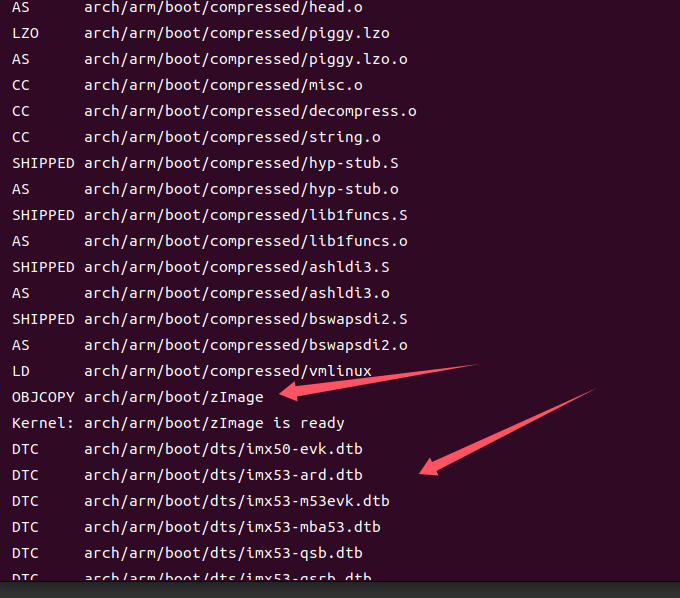 AS arch/arm/boot/compressed/head.o
LZO arch/arm/boot/compressed/piggy.lzo
AS arch/arm/boot/compressed/piggy.lzo.o
CC arch/arm/boot/compressed/misc.o
CC arch/arm/boot/compressed/decompress.o
CC arch/arm/boot/compressed/string.o
SHIPPED arch/arm/boot/compressed/hyp-stub.S
AS arch/arm/boot/compressed/hyp-stub.o
SHIPPED arch/arm/boot/compressed/lib1funcs.S
AS arch/arm/boot/compressed/lib1funcs.o
SHIPPED arch/arm/boot/compressed/ashldi3.S
AS arch/arm/boot/compressed/ashldi3.o
SHIPPED arch/arm/boot/compressed/bswapsdi2.S
AS arch/arm/boot/compressed/bswapsdi2.o
LD arch/arm/boot/compressed/vmlinux
OBJCOPY arch/arm/boot/zImage
Kernel: arch/arm/boot/zImage is ready
DTC arch/arm/boot/dts/imx50-evk.dtb
DTC arch/arm/boot/dts/imx53-ard.dtb
DTC arch/arm/boot/dts/imx53-m53evk.dtb
DTC arch/arm/boot/dts/imx53-mba53.dtb
DTC arch/arm/boot/dts/imx53-qsb.dtb
DTC arch/arm/boot/dts/imx53-qsrb.dtb